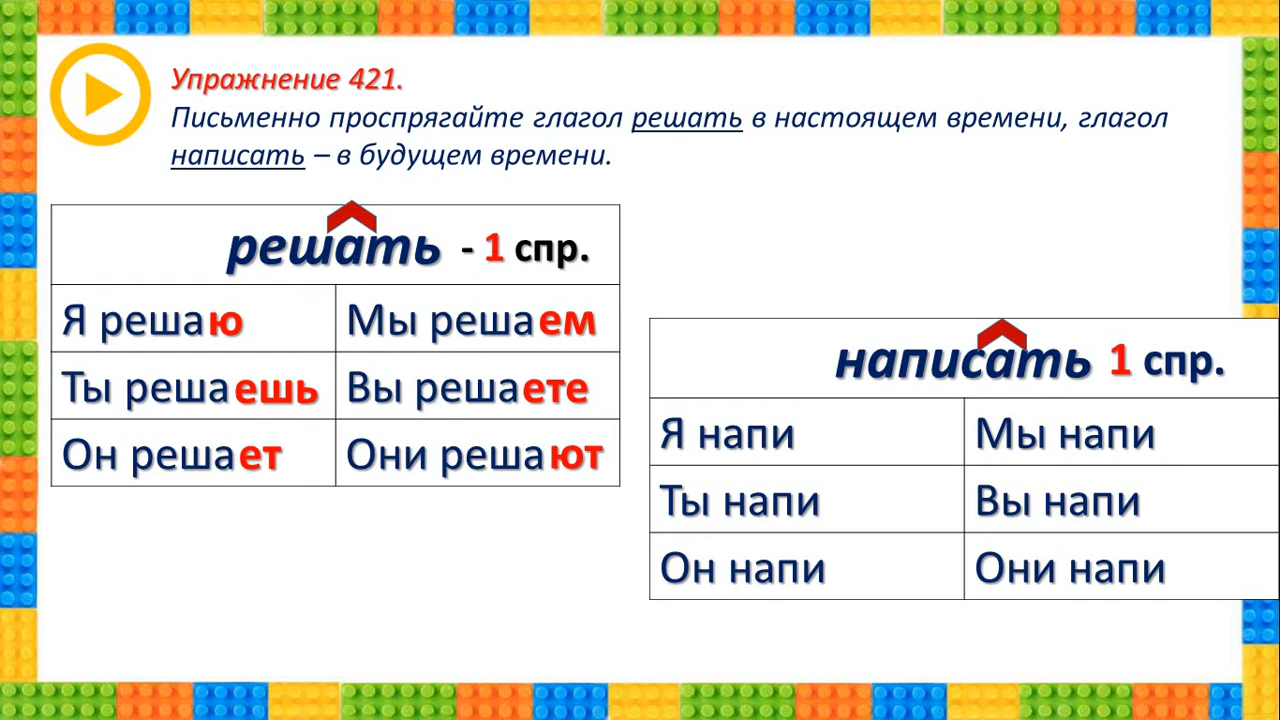 Упражнение 421.
Письменно проспрягайте глагол решать в настоящем времени, глагол
написать – в будущем времени.
решать - 1 спр.
Я решаю Мы решаем
Ты решаешь Вы решаете
Он решает Они решают
написать 1 спр.
Я напи Мы напи
Ты напи Вы напи
Он напи Они напи